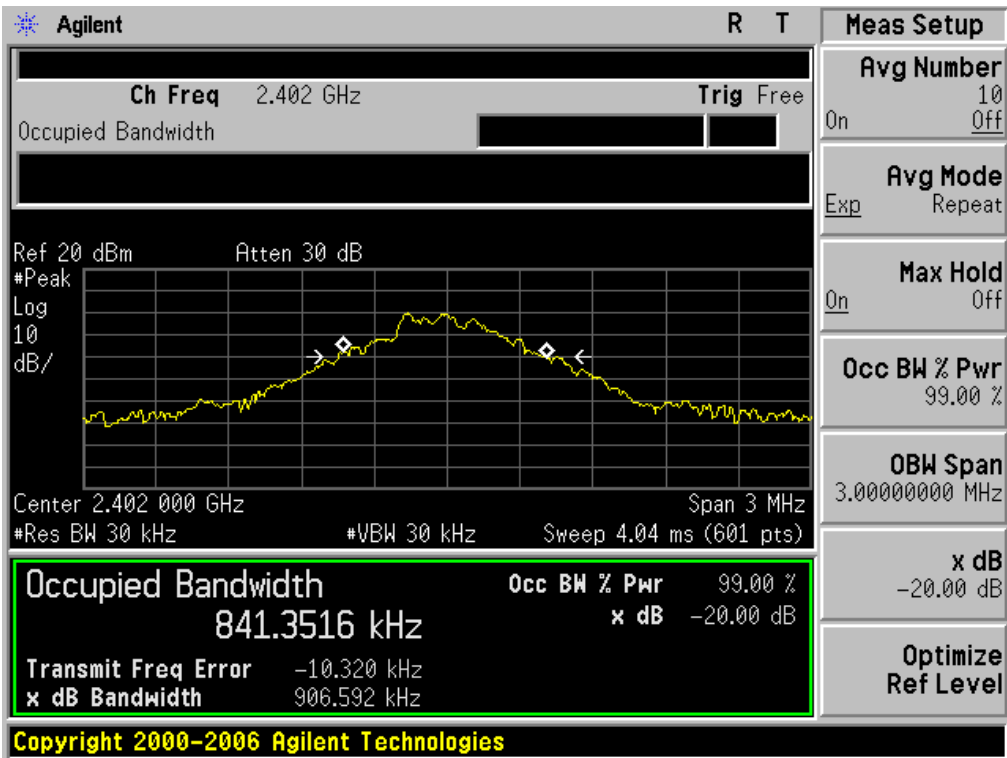 Agilent R T
Ch Freq 2.402 GHz Trig Free
Occupied Bandwidth
Ref 20 dBm Atten 30 dB
#Peak
Log
10
dB/
Center 2.402 000 GHz Span 3 MHz
#Res BW 30 kHz #VBW 30 kHz Sweep 4.04 ms (601 pts)
Occupied Bandwidth Occ BW % Pwr 99.00 %
841.3516 kHz x dB -20.00 dB
Transmit Freq Error -10.320 kHz
x dB Bandwidth 906.592 kHz
Copyright 2000-2006 Agilent Technologies
Meas Setup
Avg Number
10
On Off
Avg Mode
Exp Repeat
Max Hold
On Off
Occ BW % Pwr
99.00 %
OBW Span
3.00000000 MHz
x dB
-20.00 dB
Optimize
Ref Level